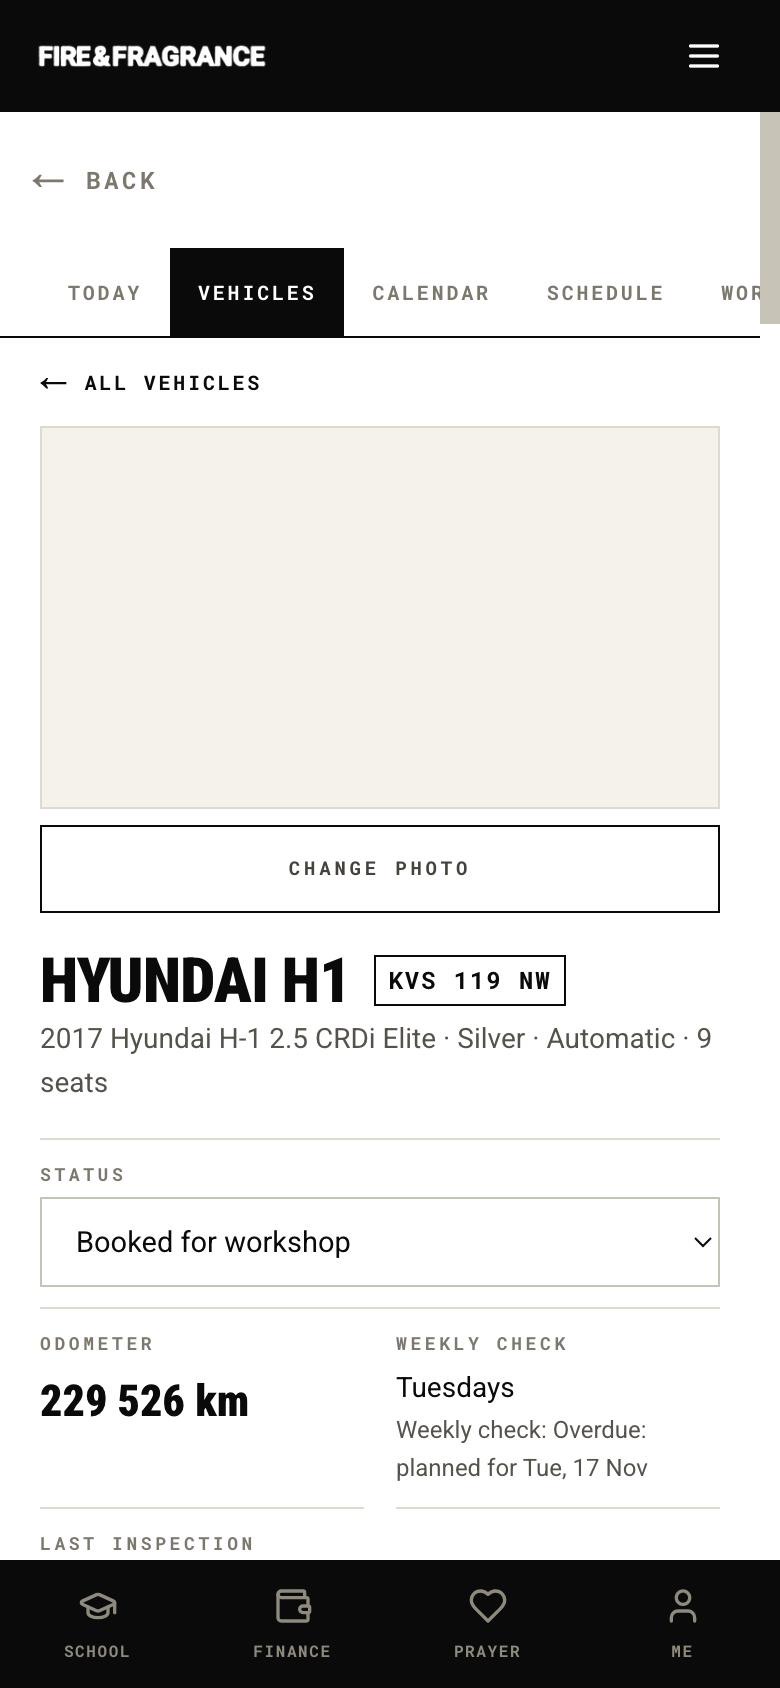 FIRE&FRAGRANCE
← BACK
TODAY VEHICLES CALENDAR SCHEDULE WOR
← ALL VEHICLES
CHANGE PHOTO
HYUNDAI H1 KVS 119 NW
2017 Hyundai H-1 2.5 CRDi Elite · Silver · Automatic · 9
seats
STATUS
Booked for workshop
ODOMETER
229 526 km
WEEKLY CHECK
Tuesdays
Weekly check: Overdue:
planned for Tue, 17 Nov
LAST INSPECTION
SCHOOL FINANCE PRAYER ME